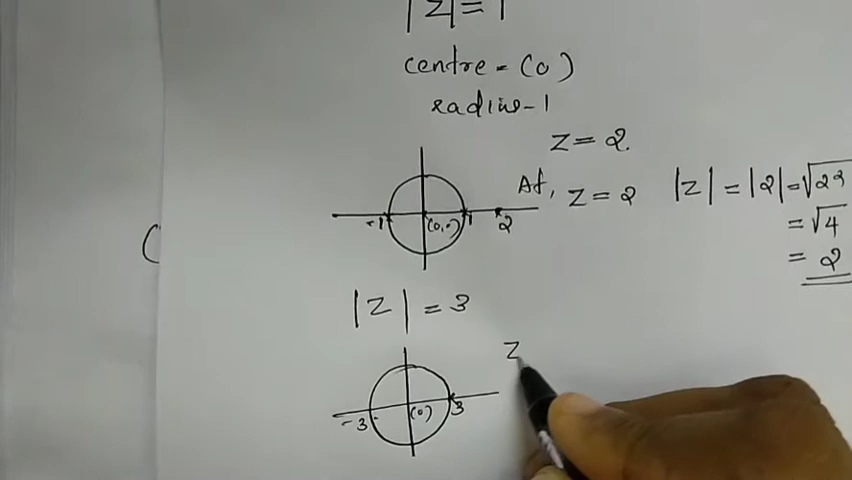 |Z| = 1
centre - (0)
radius - 1
Z = 2.
At, Z = 2 |Z| = |2| = √2²
= √4
= 2
-1 (0,0) 1 2
|Z| = 3
Z
-3 (0) 3
(